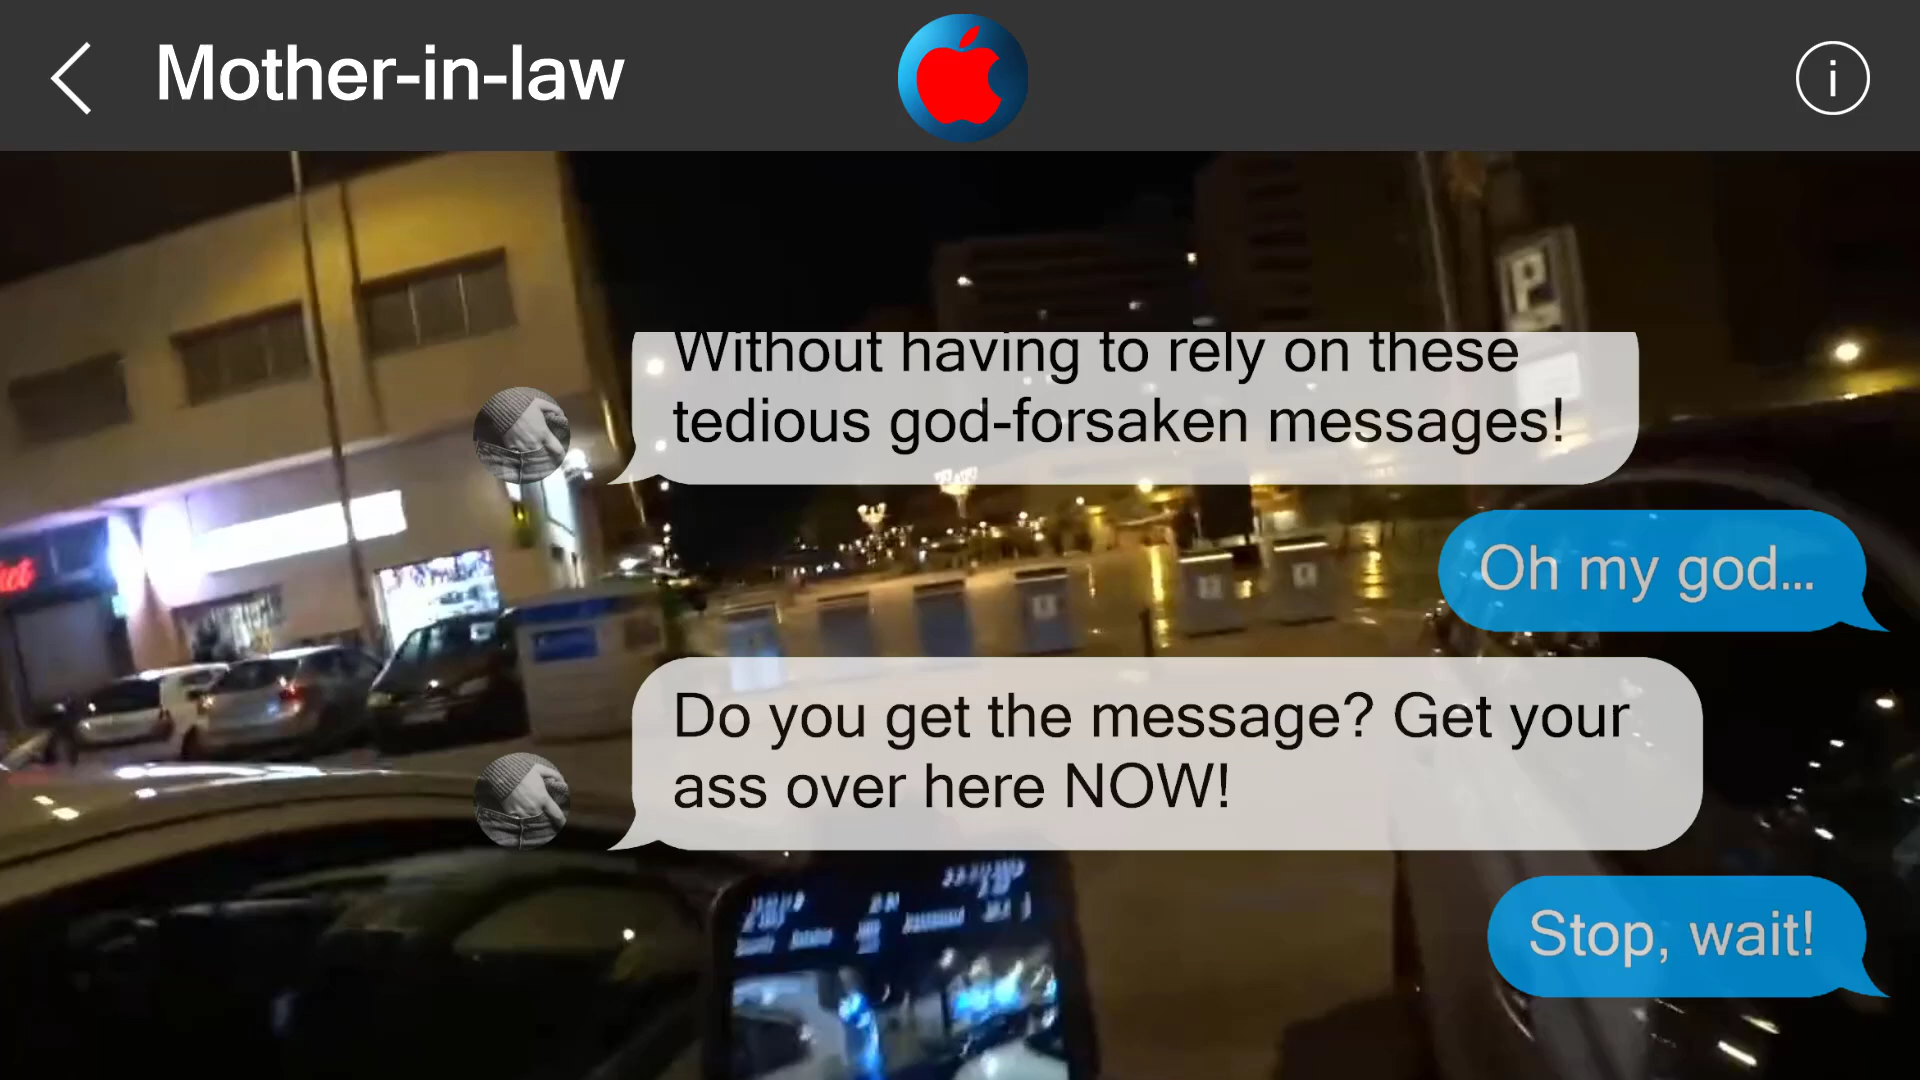 Mother-in-law
i
P
Without having to rely on these
tedious god-forsaken messages!
Oh my god...
Do you get the message? Get your
ass over here NOW!
Stop, wait!